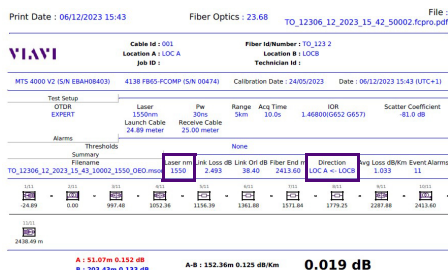 File :
Print Date : 06/12/2023 15:43
Fiber Optics : 23.68
TO_12306_12_2023_15_42_50002.fcpro.pdf
VIAVI
Cable Id : 001
Fiber Id/Number : TO_123 2
Location A : LOC A
Location B : LOCB
Job ID :
Technician Id :
MTS 4000 V2 (S/N EBAH08403)
4138 FB65-FCOMP (S/N 00474)
Calibration Date : 24/05/2023
Date : 06/12/2023 15:43 (UTC+1)
Test Setup
OTDR Laser Pw Range Acq Time IOR Scatter Coefficient
EXPERT 1550nm 30ns 5km 10.0s 1.46800(G652 G657) -81.0 dB
Launch Cable Receive Cable
24.89 meter 25.00 meter
Alarms
Thresholds None
Summary
Filename Laser nm Link Loss dB Link Orl dB Fiber End m Direction Avg Loss dB/Km Event Alarms
TO_12306_12_2023_15_43_10002_1550_OEO.msor 1550 2.493 38.40 2413.60 LOC A <- LOCB 1.033 11
1/11 2/11 3/11 4/11 5/11 6/11 7/11 8/11 9/11 10/11
-24.89 0.00 997.48 1052.36 1156.39 1361.88 1571.84 1779.25 2287.88 2413.60
11/11
2438.49 m
A : 51.07m 0.152 dB
B : 203.43m 0.133 dB
A-B : 152.36m 0.125 dB/Km
0.019 dB